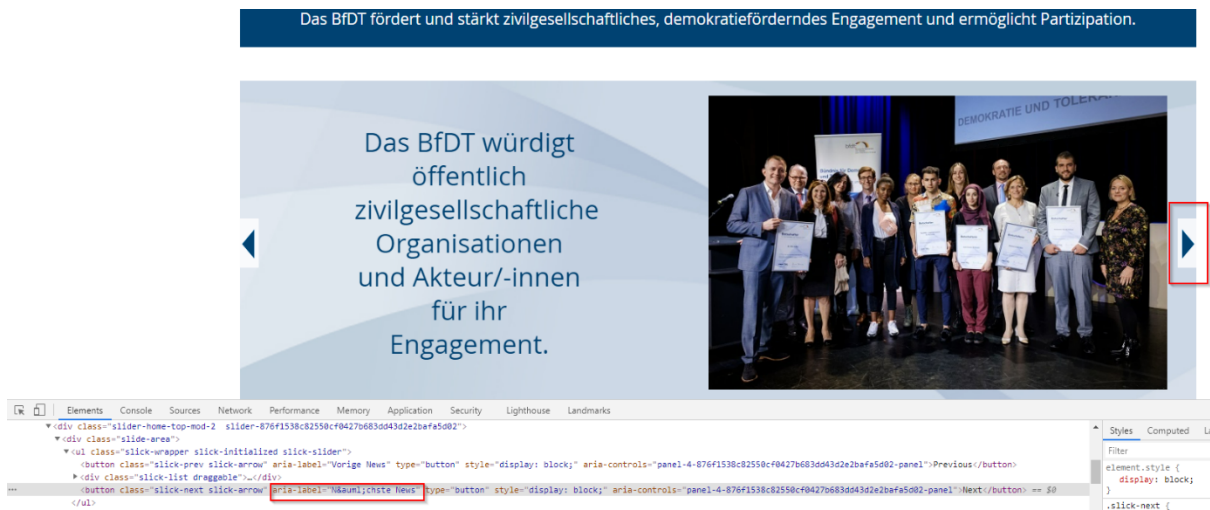 Das BfDT fördert und stärkt zivilgesellschaftliches, demokratieförderndes Engagement und ermöglicht Partizipation.
Das BfDT würdigt
öffentlich
zivilgesellschaftliche
Organisationen
und Akteur/-innen
für ihr
Engagement.
DEMOKRATIE UND TOLERA
Elements Console Sources Network Performance Memory Application Security Lighthouse Landmarks
▼<div class="slider-home-top-mod-2 slider-876f1538c82550cf0427b683dd43d2e2bafa5d02">
▼<div class="slide-area">
▼<ul class="slick-wrapper slick-initialized slick-slider">
<button class="slick-prev slick-arrow" aria-label="Vorige News" type="button" style="display: block;" aria-controls="panel-4-876f1538c82550cf0427b683dd43d2e2bafa5d02-panel">Previous</button>
▶<div class="slick-list draggable">…</div>
… <button class="slick-next slick-arrow" aria-label="N&auml;chste News" type="button" style="display: block;" aria-controls="panel-4-876f1538c82550cf0427b683dd43d2e2bafa5d02-panel">Next</button> == $0
</ul>
Styles Computed La
Filter
element.style {
display: block;
}
.slick-next {